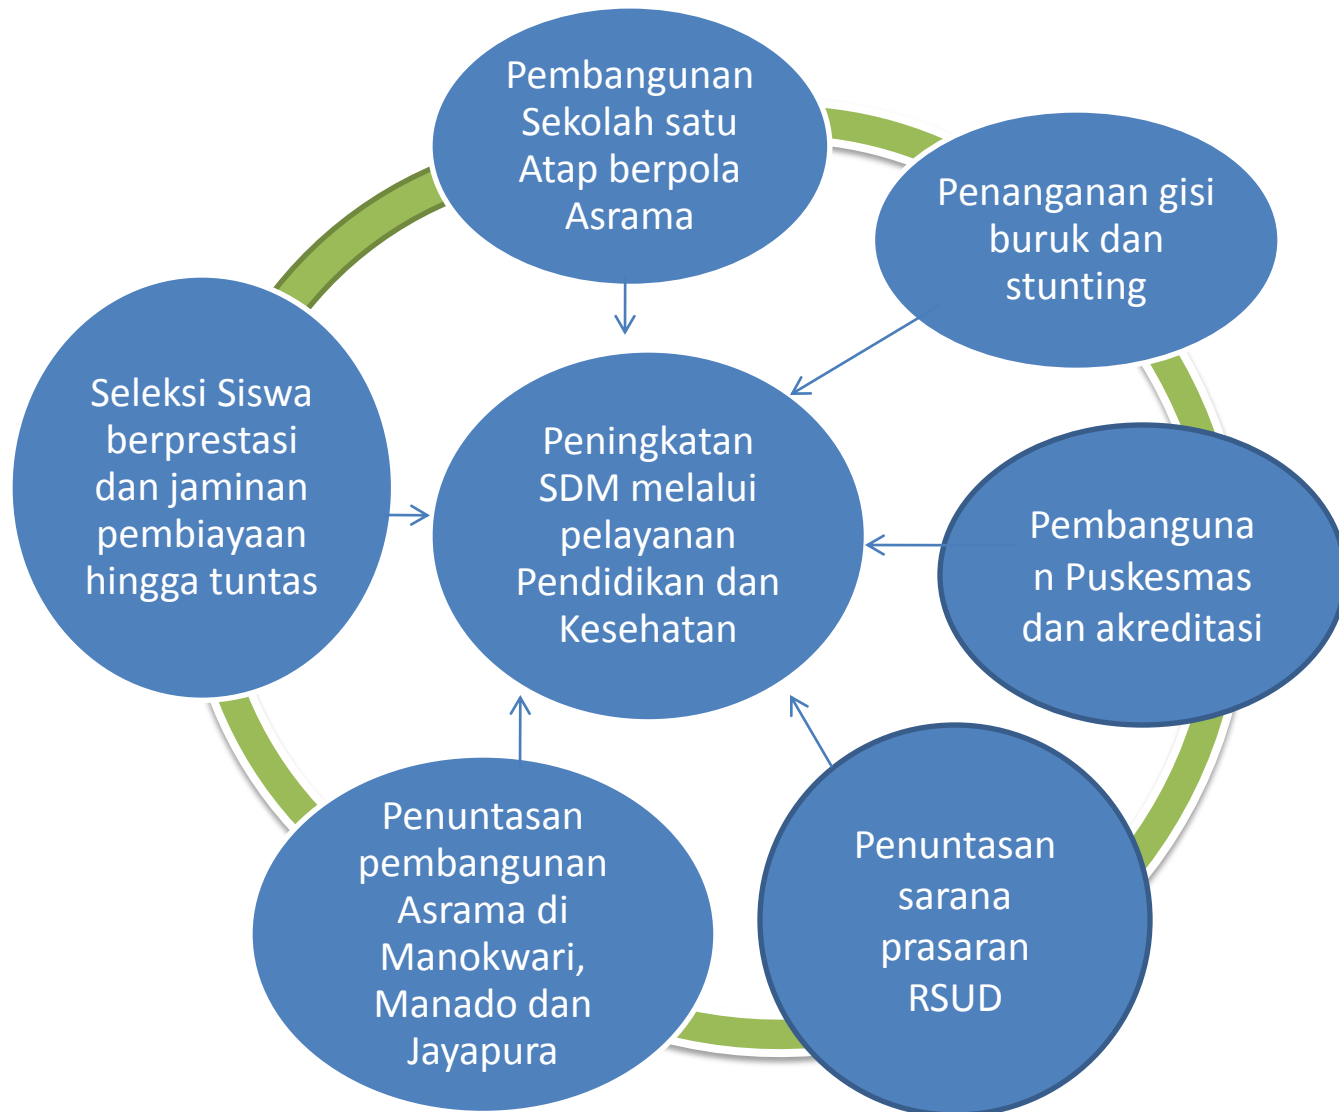 Pembangunan
Sekolah satu
Atap berpola
Asrama
Penanganan gisi
buruk dan
stunting
Seleksi Siswa
berprestasi
dan jaminan
pembiayaan
hingga tuntas
Peningkatan
SDM melalui
pelayanan
Pendidikan dan
Kesehatan
Pembanguna
n Puskesmas
dan akreditasi
Penuntasan
pembangunan
Asrama di
Manokwari,
Manado dan
Jayapura
Penuntasan
sarana
prasaran
RSUD